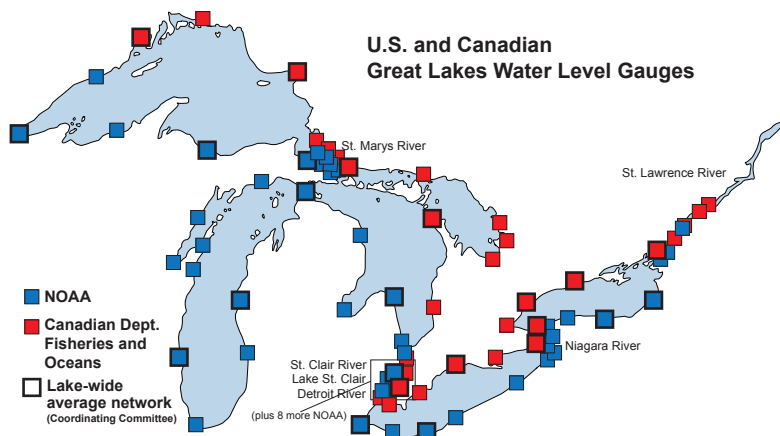 U.S. and Canadian
Great Lakes Water Level Gauges
St. Marys River
St. Lawrence River
NOAA
Canadian Dept.
Fisheries and
Oceans
Lake-wide
average network
(Coordinating Committee)
St. Clair River
Lake St. Clair
Detroit River
(plus 8 more NOAA)
Niagara River